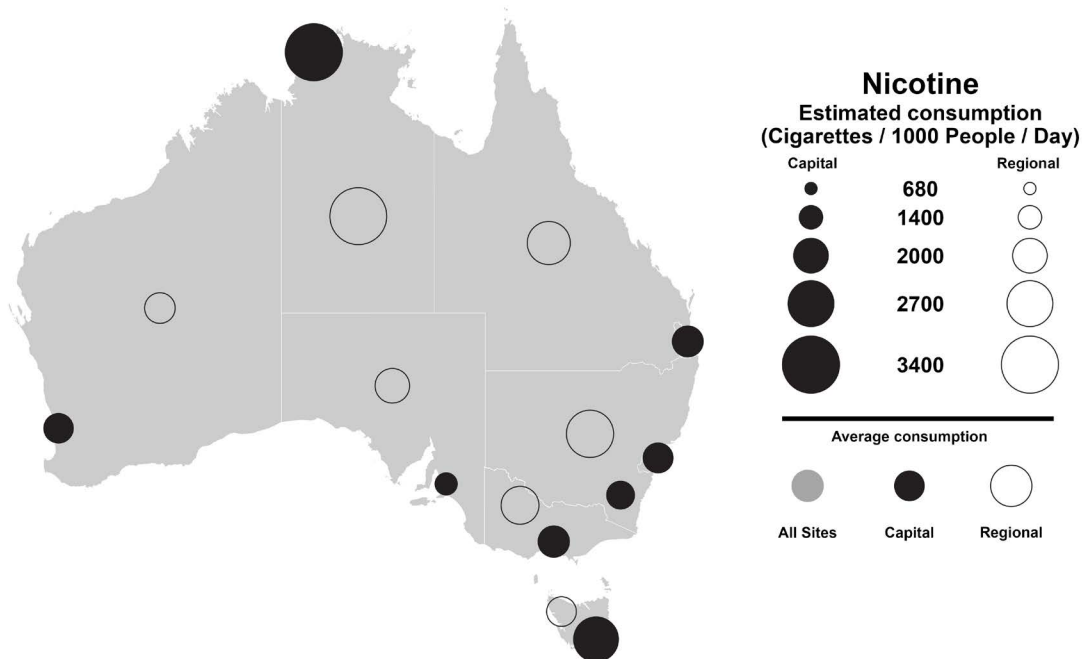 Nicotine
Estimated consumption
(Cigarettes / 1000 People / Day)
Capital
Regional
680
1400
2000
2700
3400
Average consumption
All Sites
Capital
Regional